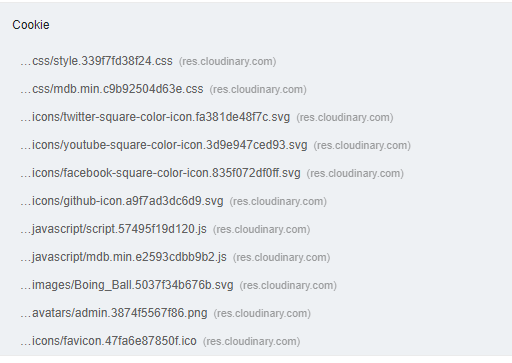 Cookie
…css/style.339f7fd38f24.css (res.cloudinary.com)
…css/mdb.min.c9b92504d63e.css (res.cloudinary.com)
…icons/twitter-square-color-icon.fa381de48f7c.svg (res.cloudinary.com)
…icons/youtube-square-color-icon.3d9e947ced93.svg (res.cloudinary.com)
…icons/facebook-square-color-icon.835f072df0ff.svg (res.cloudinary.com)
…icons/github-icon.a9f7ad3dc6d9.svg (res.cloudinary.com)
…javascript/script.57495f19d120.js (res.cloudinary.com)
…javascript/mdb.min.e2593cdbb9b2.js (res.cloudinary.com)
…images/Boing_Ball.5037f34b676b.svg (res.cloudinary.com)
…avatars/admin.3874f5567f86.png (res.cloudinary.com)
…icons/favicon.47fa6e87850f.ico (res.cloudinary.com)